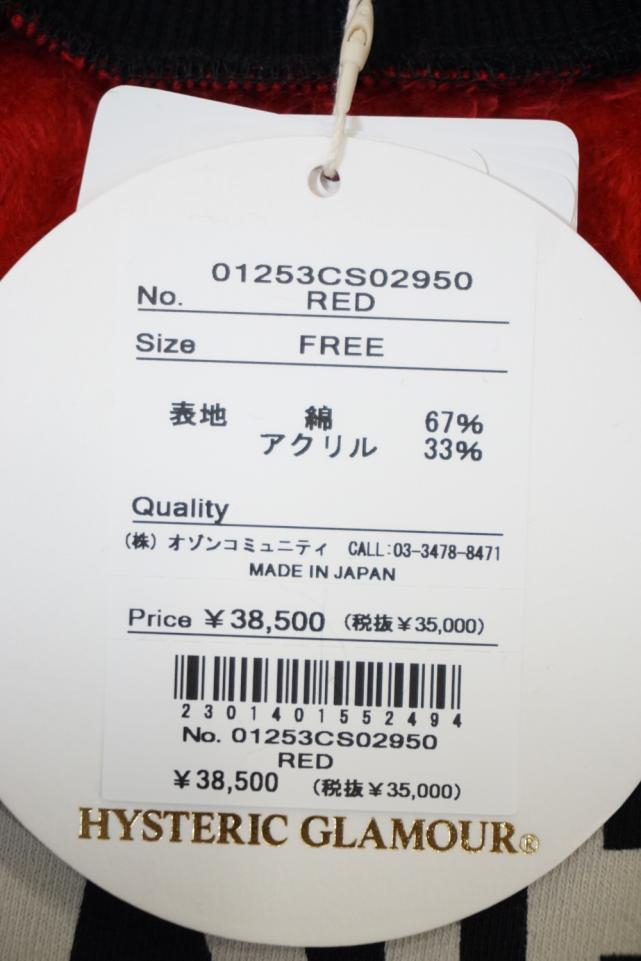 01253CS02950
No. RED
Size FREE
表地 綿 67%
アクリル 33%
Quality
(株) オゾンコミュニティ CALL:03-3478-8471
MADE IN JAPAN
Price ¥38,500 (税抜¥35,000)
2301401552494
No. 01253CS02950
RED
¥38,500 (税抜¥35,000)
HYSTERIC GLAMOUR®